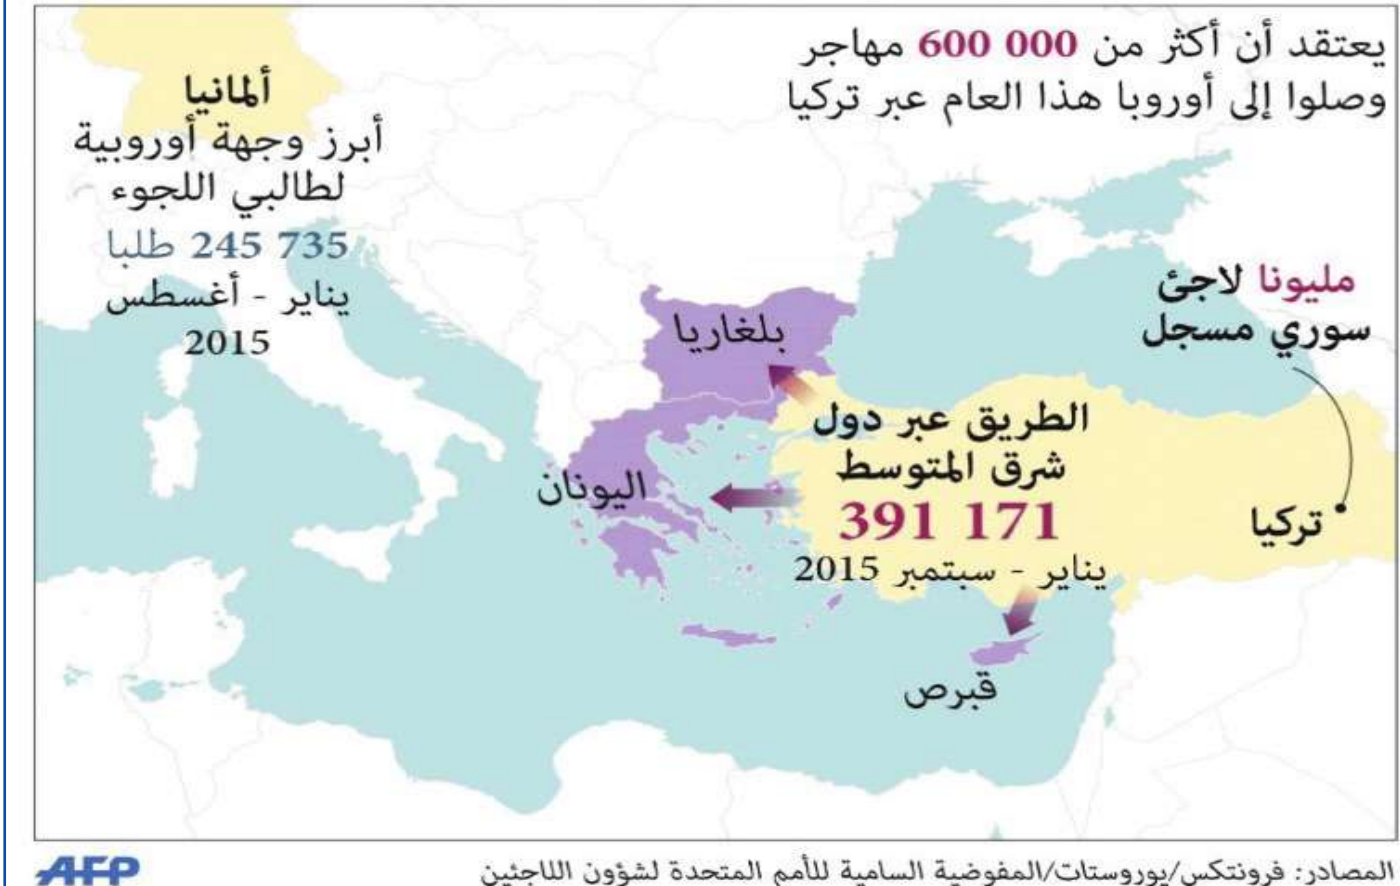 يعتقد أن أكثر من 000 600 مهاجر
وصلوا إلى أوروبا هذا العام عبر تركيا
ألمانيا
أبرز وجهة أوروبية
لطالبي اللجوء
735 245 طلبا
يناير - أغسطس
2015
مليونا لاجئ
سوري مسجل
تركيا
بلغاريا
الطريق عبر دول
شرق المتوسط
391 171
يناير - سبتمبر 2015
اليونان
قبرص
المصادر: فرونتكس/يوروستات/المفوضية السامية للأمم المتحدة لشؤون اللاجئين
AFP